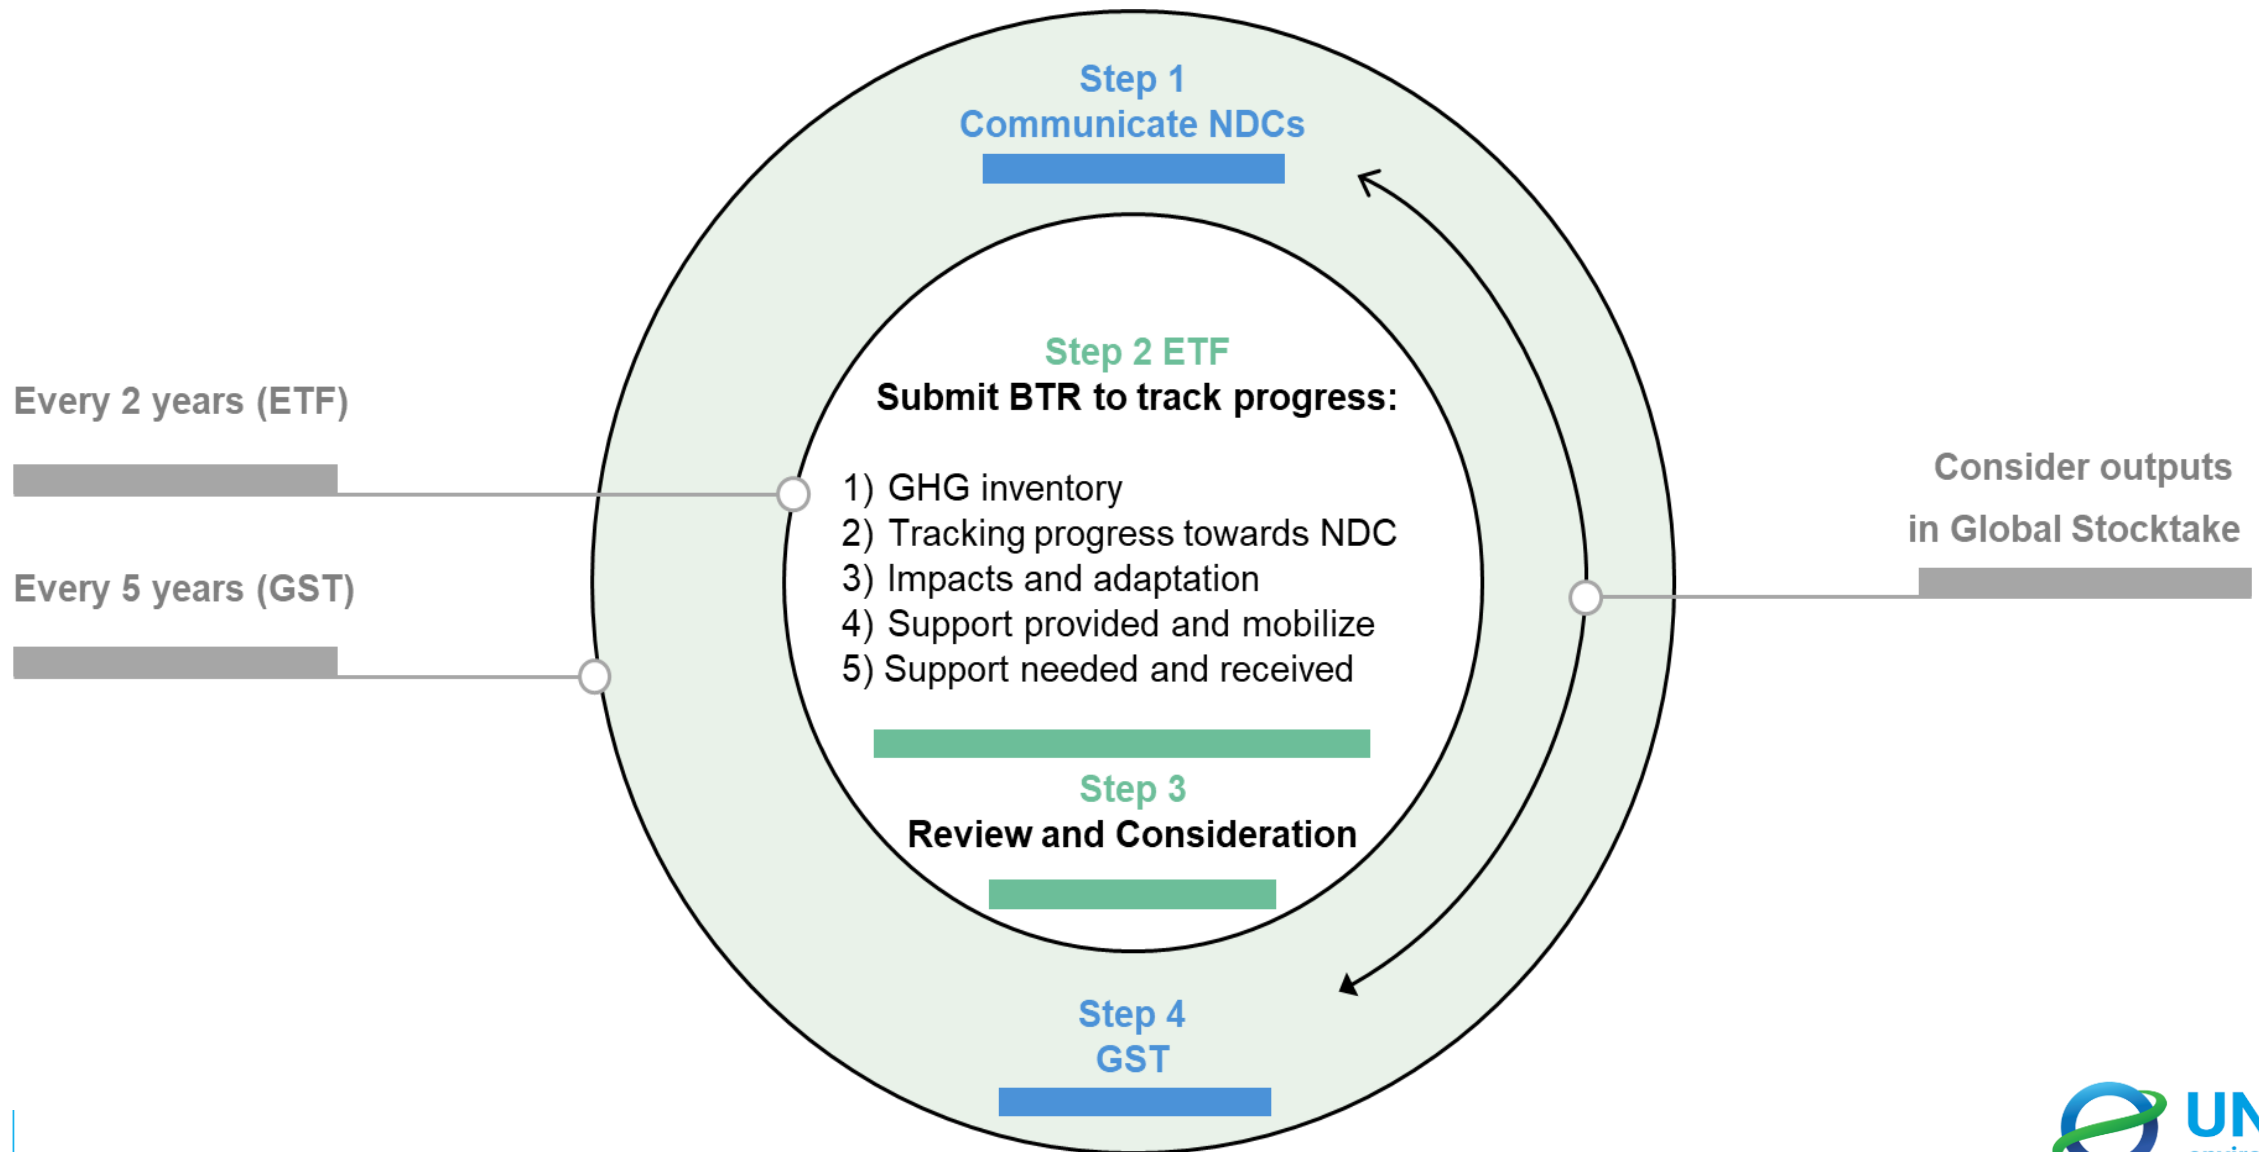 Step 1
Communicate NDCs
Step 2 ETF
Submit BTR to track progress:
1) GHG inventory
2) Tracking progress towards NDC
3) Impacts and adaptation
4) Support provided and mobilize
5) Support needed and received
Step 3
Review and Consideration
Step 4
GST
Every 2 years (ETF)
Every 5 years (GST)
Consider outputs
in Global Stocktake
UN